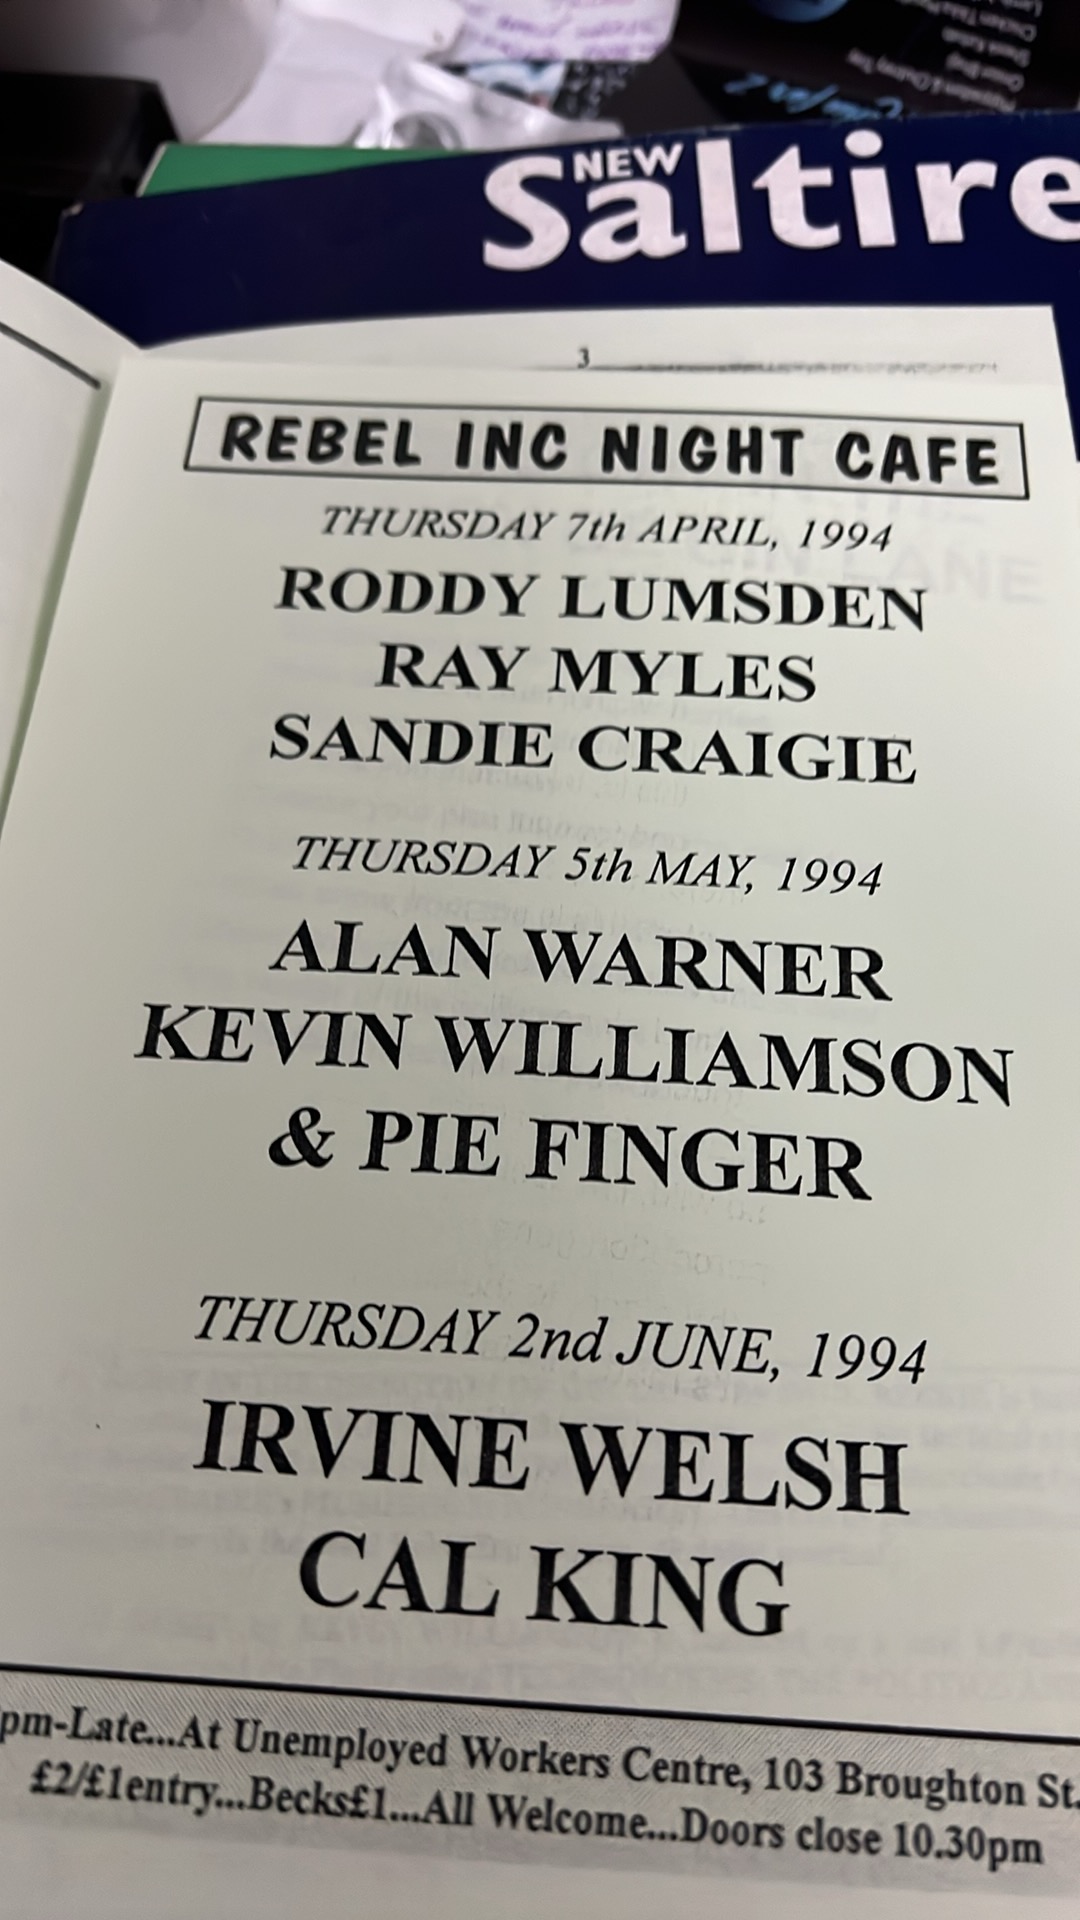 NEW
Saltire
3
REBEL INC NIGHT CAFE
THURSDAY 7th APRIL, 1994
RODDY LUMSDEN
RAY MYLES
SANDIE CRAIGIE
THURSDAY 5th MAY, 1994
ALAN WARNER
KEVIN WILLIAMSON
& PIE FINGER
THURSDAY 2nd JUNE, 1994
IRVINE WELSH
CAL KING
pm-Late...At Unemployed Workers Centre, 103 Broughton St.
£2/£1entry...Becks£1...All Welcome...Doors close 10.30pm